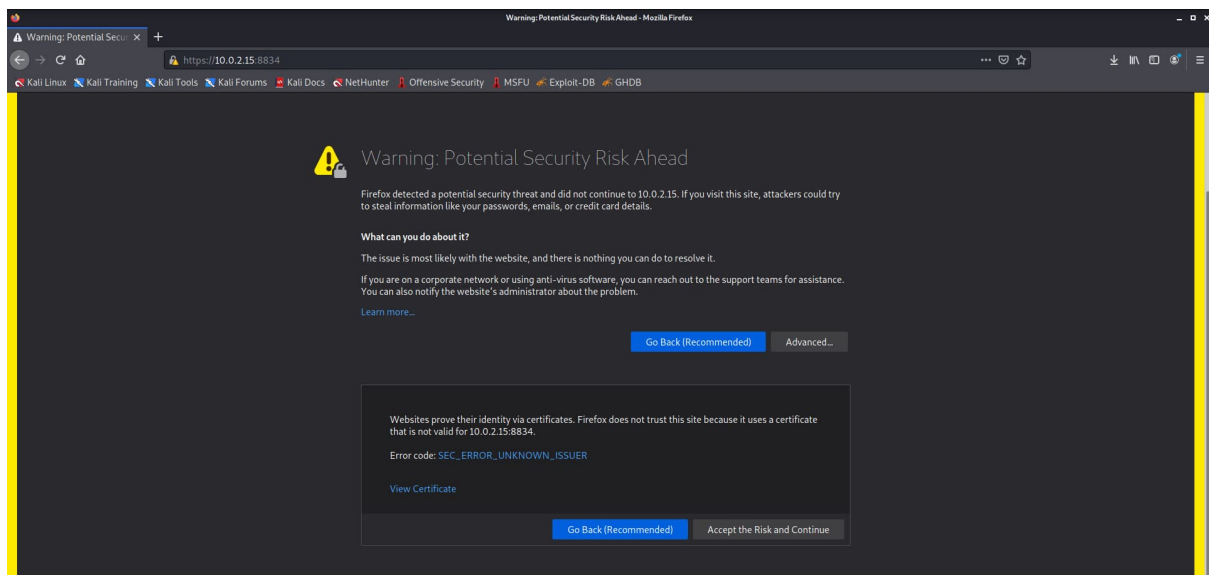 Warning: Potential Security Risk Ahead - Mozilla Firefox
Warning: Potential Secur
https://10.0.2.15:8834
Kali Linux Kali Training Kali Tools Kali Forums Kali Docs NetHunter Offensive Security MSFU Exploit-DB GHDB
Warning: Potential Security Risk Ahead
Firefox detected a potential security threat and did not continue to 10.0.2.15. If you visit this site, attackers could try
to steal information like your passwords, emails, or credit card details.
What can you do about it?
The issue is most likely with the website, and there is nothing you can do to resolve it.
If you are on a corporate network or using anti-virus software, you can reach out to the support teams for assistance.
You can also notify the website's administrator about the problem.
Learn more...
Go Back (Recommended) Advanced...
Websites prove their identity via certificates. Firefox does not trust this site because it uses a certificate
that is not valid for 10.0.2.15:8834.
Error code: SEC_ERROR_UNKNOWN_ISSUER
View Certificate
Go Back (Recommended) Accept the Risk and Continue